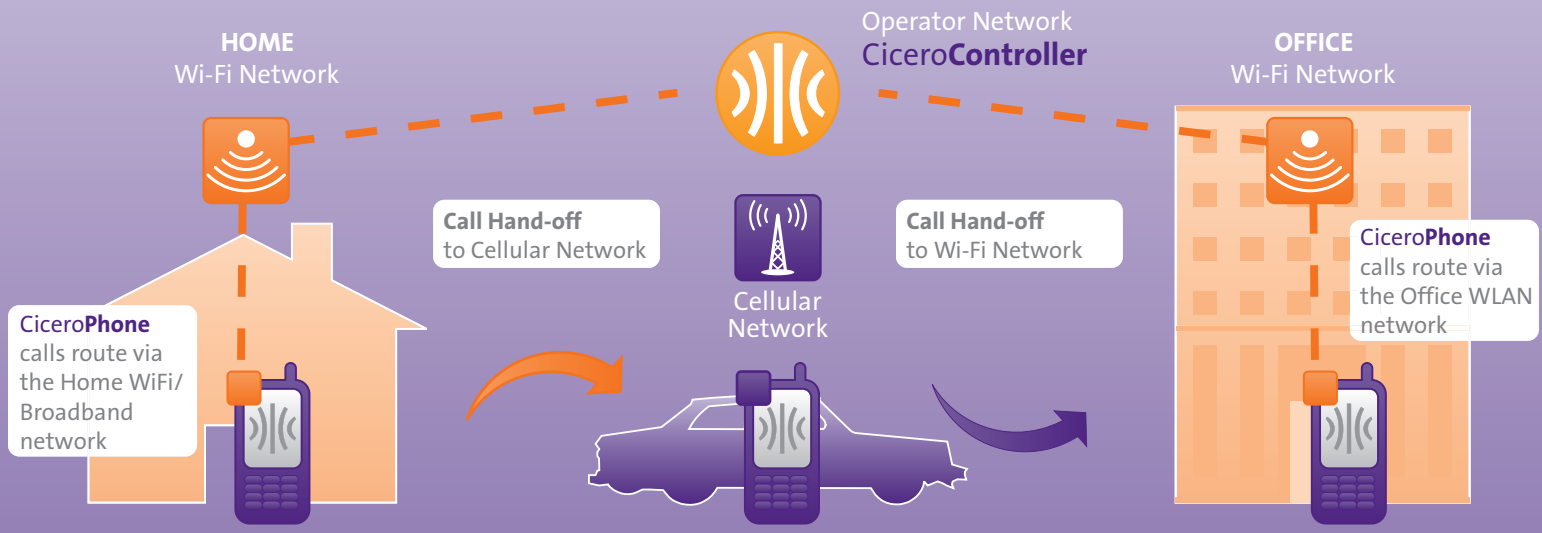 HOME
Wi-Fi Network
Operator Network
CiceroController
OFFICE
Wi-Fi Network
Call Hand-off
to Cellular Network
Call Hand-off
to Wi-Fi Network
Cellular
Network
CiceroPhone
calls route via
the Home WiFi/
Broadband
network
CiceroPhone
calls route via
the Office WLAN
network